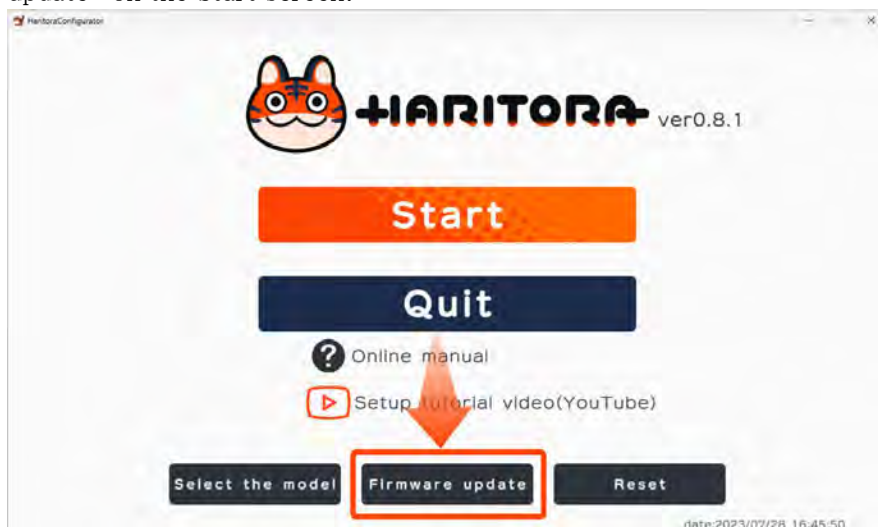 update" on the Start screen.
HaritoraConfigurator
HARITORA ver0.8.1
Start
Quit
? Online manual
Setup tutorial video(YouTube)
Select the model Firmware update Reset
date:2023/07/28 16:45:50